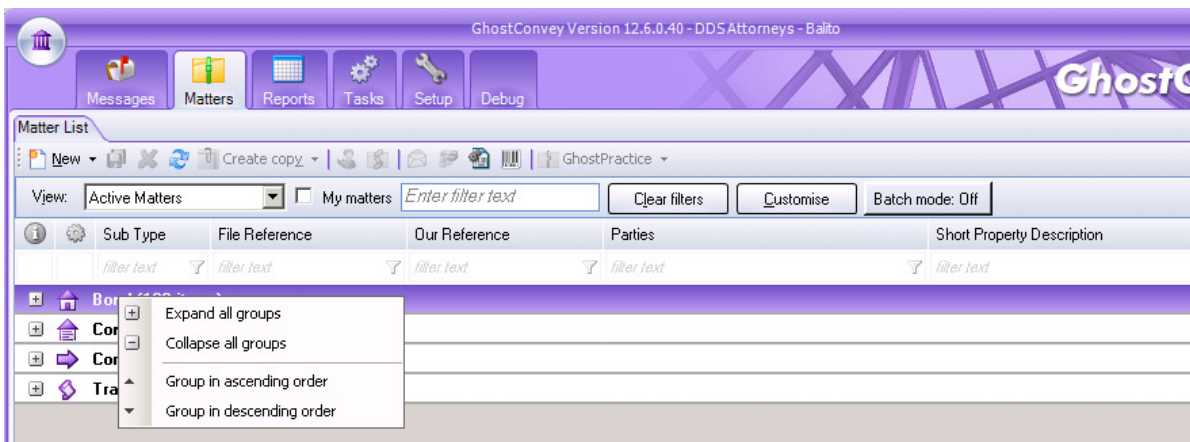 GhostConvey Version 12.6.0.40 - DDSAttorneys - Balito
Messages Matters Reports Tasks Setup Debug
Matter List
New Create copy GhostPractice
View: Active Matters My matters Enter filter text Clear filters Customise Batch mode: Off
Sub Type File Reference Our Reference Parties Short Property Description
filter text filter text filter text filter text filter text
Expand all groups
Collapse all groups
Group in ascending order
Group in descending order